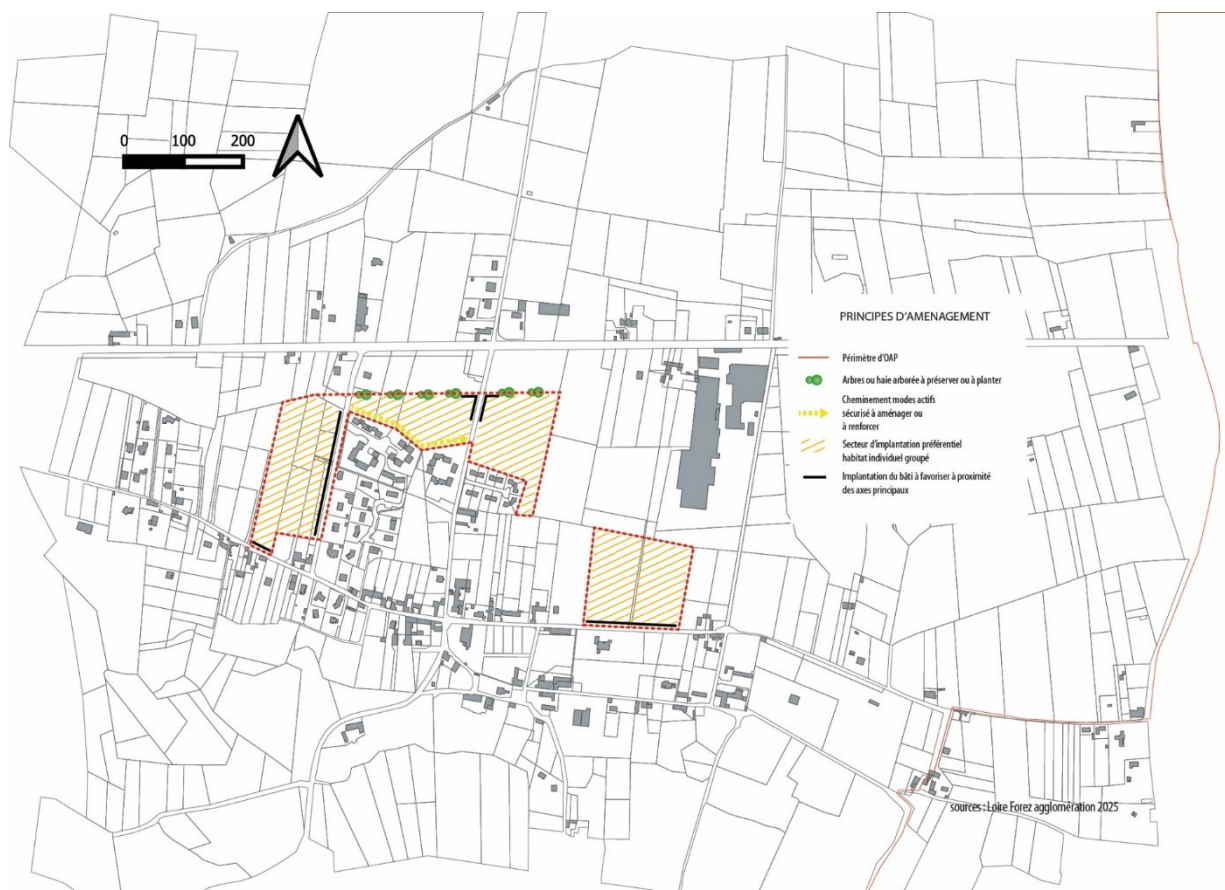 0 100 200
PRINCIPES D'AMENAGEMENT
Périmètre d'OAP
Arbres ou haie arborée à préserver ou à planter
Cheminement modes actifs
sécurisé à aménager ou
à renforcer
Secteur d'implantation préférentiel
habitat individuel groupé
Implantation du bâti à favoriser à proximité
des axes principaux
sources : Loire Forez agglomération 2025